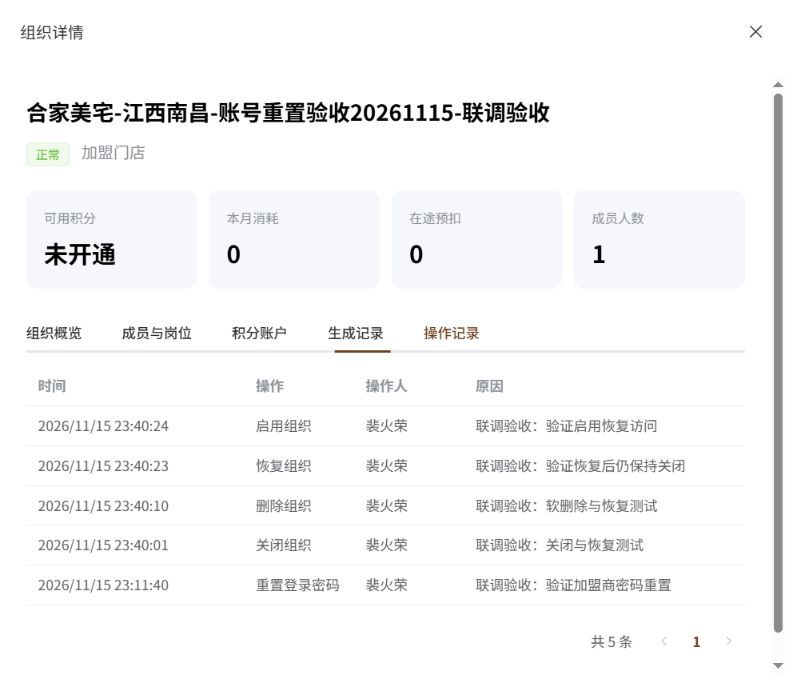 组织详情
合家美宅-江西南昌-账号重置验收20261115-联调验收
正常 加盟门店
可用积分 本月消耗 在途预扣 成员人数
未开通 0 0 1
组织概览 成员与岗位 积分账户 生成记录 操作记录
时间 操作 操作人 原因
2026/11/15 23:40:24 启用组织 裴火荣 联调验收：验证启用恢复访问
2026/11/15 23:40:23 恢复组织 裴火荣 联调验收：验证恢复后仍保持关闭
2026/11/15 23:40:10 删除组织 裴火荣 联调验收：软删除与恢复测试
2026/11/15 23:40:01 关闭组织 裴火荣 联调验收：关闭与恢复测试
2026/11/15 23:11:40 重置登录密码 裴火荣 联调验收：验证加盟商密码重置
共 5 条 1